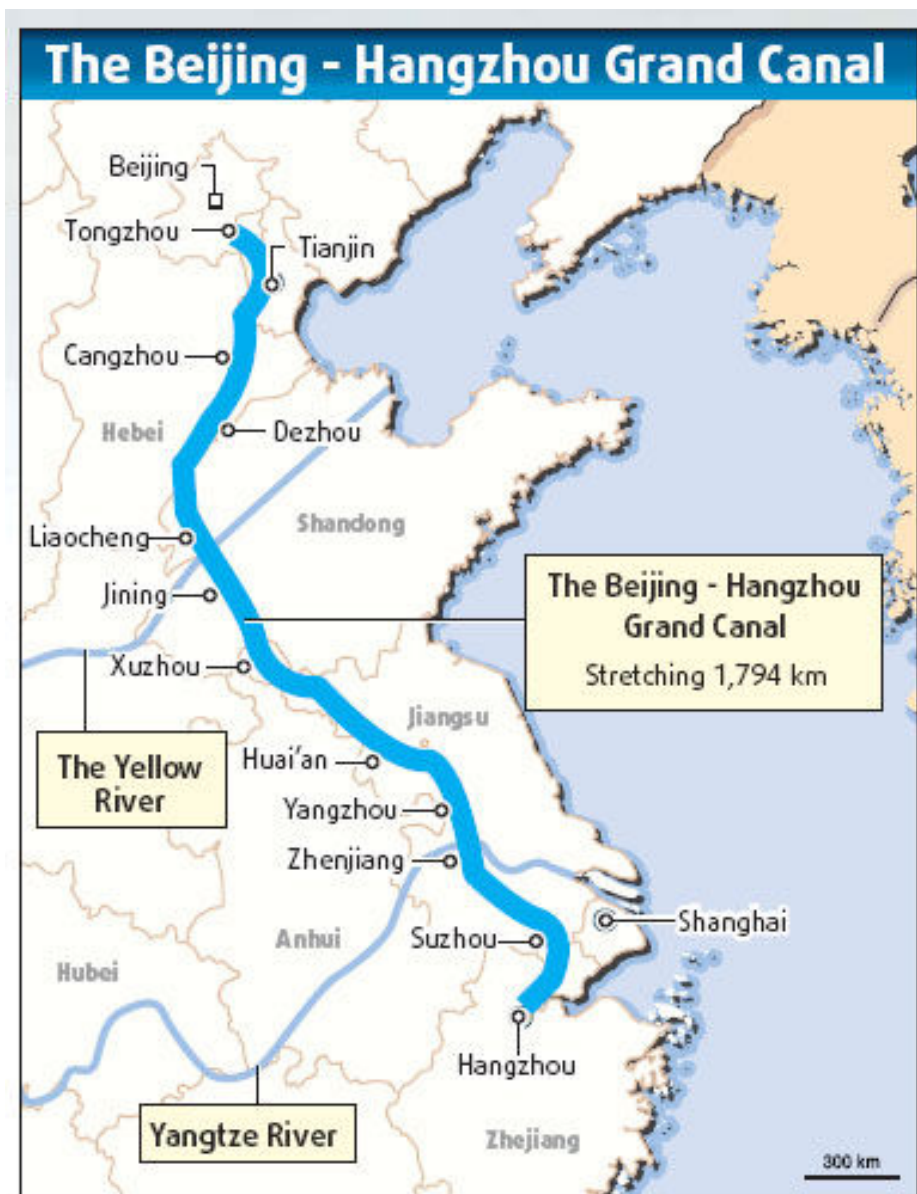 The Beijing - Hangzhou Grand Canal
Beijing
Tongzhou
Tianjin
Cangzhou
Hebei
Dezhou
Shandong
Liaocheng
The Beijing - Hangzhou
Grand Canal
Stretching 1,794 km
Jining
Xuzhou
Jiangsu
The Yellow
River
Huai'an
Yangzhou
Zhenjiang
Shanghai
Suzhou
Anhui
Hubei
Hangzhou
Yangtze River
Zhejiang
300 km